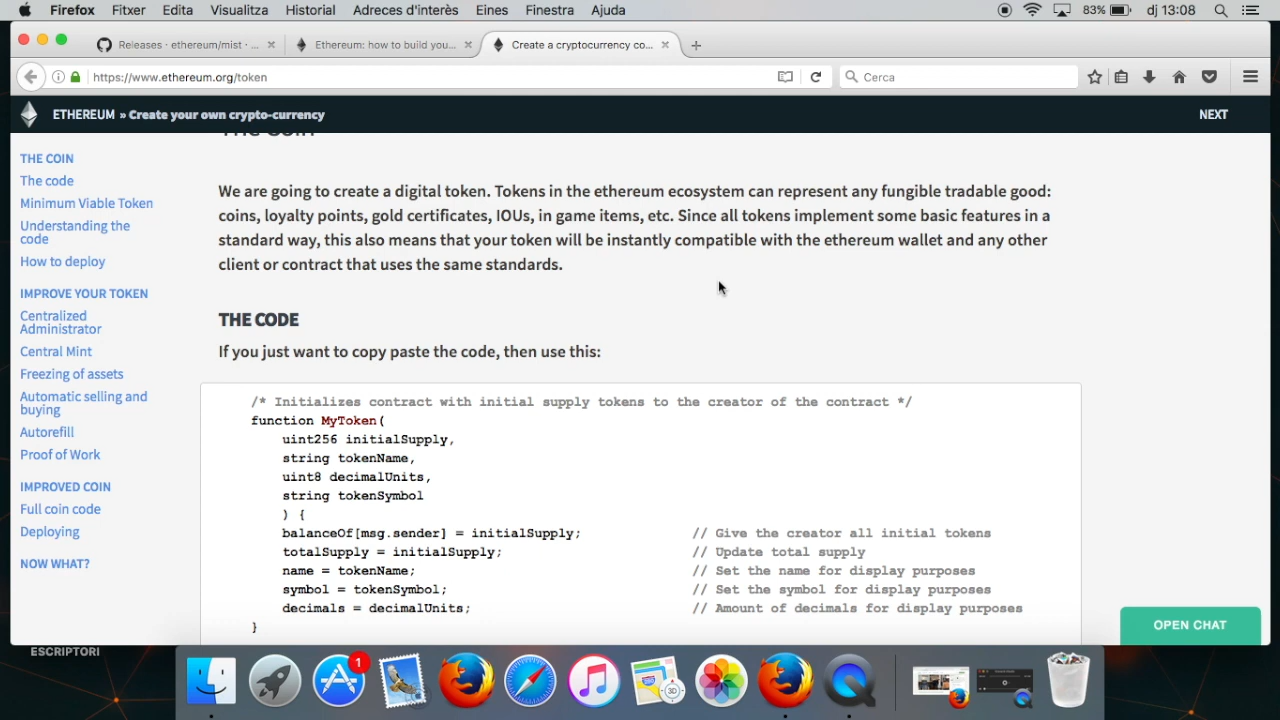 Firefox Fitxer Edita Visualitza Historial Adreces d'interès Eines Finestra Ajuda 83% dj 13:08
Releases · ethereum/mist · ... Ethereum: how to build you... Create a cryptocurrency co...
https://www.ethereum.org/token Cerca
ETHEREUM » Create your own crypto-currency NEXT
THE COIN
The code
Minimum Viable Token
Understanding the
code
How to deploy
IMPROVE YOUR TOKEN
Centralized
Administrator
Central Mint
Freezing of assets
Automatic selling and
buying
Autorefill
Proof of Work
IMPROVED COIN
Full coin code
Deploying
NOW WHAT?
The Coin
We are going to create a digital token. Tokens in the ethereum ecosystem can represent any fungible tradable good:
coins, loyalty points, gold certificates, IOUs, in game items, etc. Since all tokens implement some basic features in a
standard way, this also means that your token will be instantly compatible with the ethereum wallet and any other
client or contract that uses the same standards.
THE CODE
If you just want to copy paste the code, then use this:
/* Initializes contract with initial supply tokens to the creator of the contract */
function MyToken(
uint256 initialSupply,
string tokenName,
uint8 decimalUnits,
string tokenSymbol
) {
balanceOf[msg.sender] = initialSupply; // Give the creator all initial tokens
totalSupply = initialSupply; // Update total supply
name = tokenName; // Set the name for display purposes
symbol = tokenSymbol; // Set the symbol for display purposes
decimals = decimalUnits; // Amount of decimals for display purposes
}
OPEN CHAT
ESCRIPTORI
1
3D